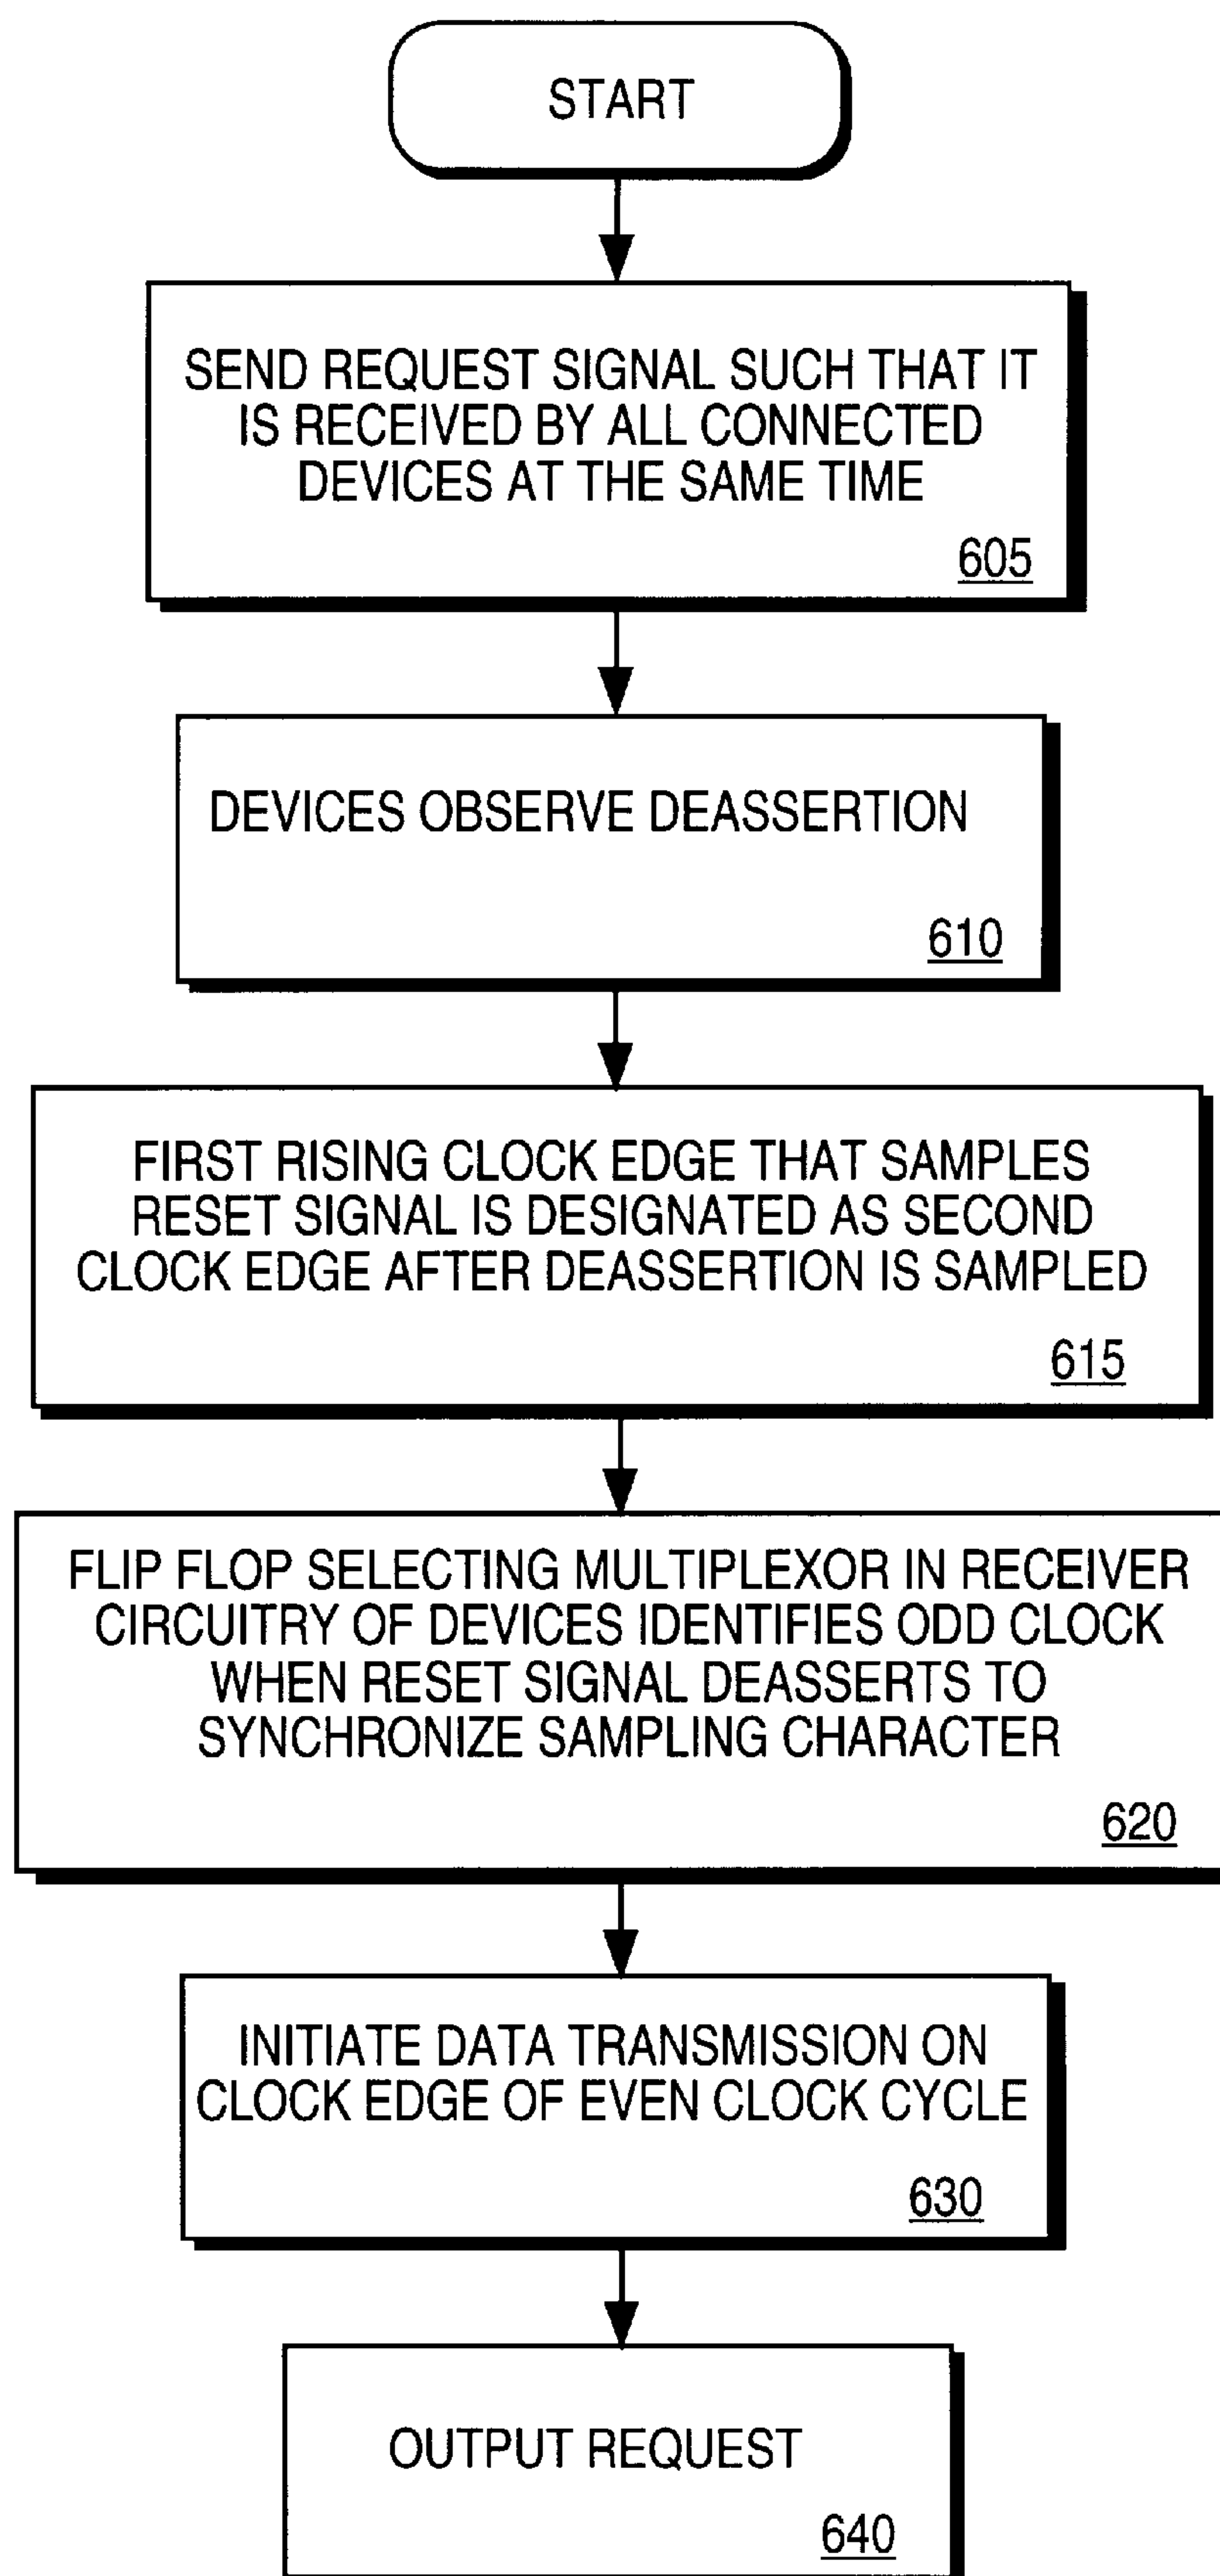 START
SEND REQUEST SIGNAL SUCH THAT IT
IS RECEIVED BY ALL CONNECTED
DEVICES AT THE SAME TIME
605
DEVICES OBSERVE DEASSERTION
610
FIRST RISING CLOCK EDGE THAT SAMPLES
RESET SIGNAL IS DESIGNATED AS SECOND
CLOCK EDGE AFTER DEASSERTION IS SAMPLED
615
FLIP FLOP SELECTING MULTIPLEXOR IN RECEIVER
CIRCUITRY OF DEVICES IDENTIFIES ODD CLOCK
WHEN RESET SIGNAL DEASSERTS TO
SYNCHRONIZE SAMPLING CHARACTER
620
INITIATE DATA TRANSMISSION ON
CLOCK EDGE OF EVEN CLOCK CYCLE
630
OUTPUT REQUEST
640